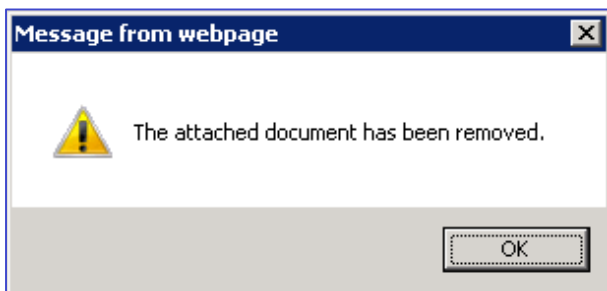 Message from webpage
The attached document has been removed.
OK